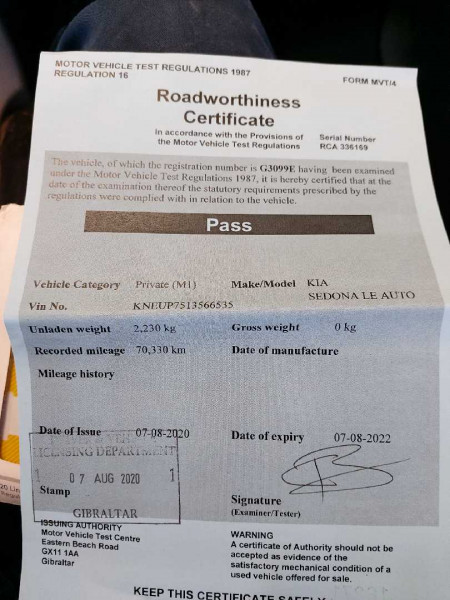 MOTOR VEHICLE TEST REGULATIONS 1987
REGULATION 16
FORM MVT/4
Roadworthiness
Certificate
In accordance with the Provisions of
the Motor Vehicle Test Regulations
Serial Number
RCA 336169
The vehicle, of which the registration number is G3099E having been examined
under the Motor Vehicle Test Regulations 1987, it is hereby certified that at the
date of the examination thereof the statutory requirements prescribed by the
regulations were complied with in relation to the vehicle.
Pass
Vehicle Category Private (M1) Make/Model KIA
SEDONA LE AUTO
Vin No. KNEUP7513566535
Unladen weight 2,230 kg Gross weight 0 kg
Recorded mileage 70,330 km Date of manufacture
Mileage history
Date of Issue 07-08-2020 Date of expiry 07-08-2022
LICENSING DEPARTMENT
1 07 AUG 2020 1
Stamp
GIBRALTAR
Signature
(Examiner/Tester)
ISSUING AUTHORITY
Motor Vehicle Test Centre
Eastern Beach Road
GX11 1AA
Gibraltar
WARNING
A certificate of Authority should not be
accepted as evidence of the
satisfactory mechanical condition of a
used vehicle offered for sale.
KEEP THIS CERTIFICATE SAFELY